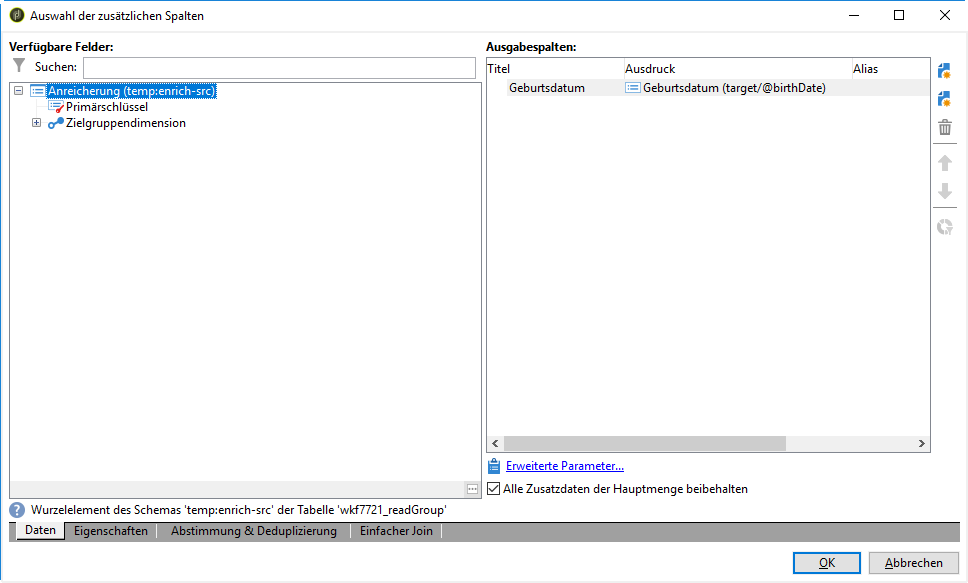 Auswahl der zusätzlichen Spalten
Verfügbare Felder:
Suchen:
Anreicherung (temp:enrich-src)
Primärschlüssel
Zielgruppendimension
Ausgabespalten:
Titel Ausdruck Alias
Geburtsdatum Geburtsdatum (target/@birthDate)
Erweiterte Parameter...
Alle Zusatzdaten der Hauptmenge beibehalten
Wurzelelement des Schemas 'temp:enrich-src' der Tabelle 'wkf7721_readGroup'
Daten Eigenschaften Abstimmung & Deduplizierung Einfacher Join
OK Abbrechen